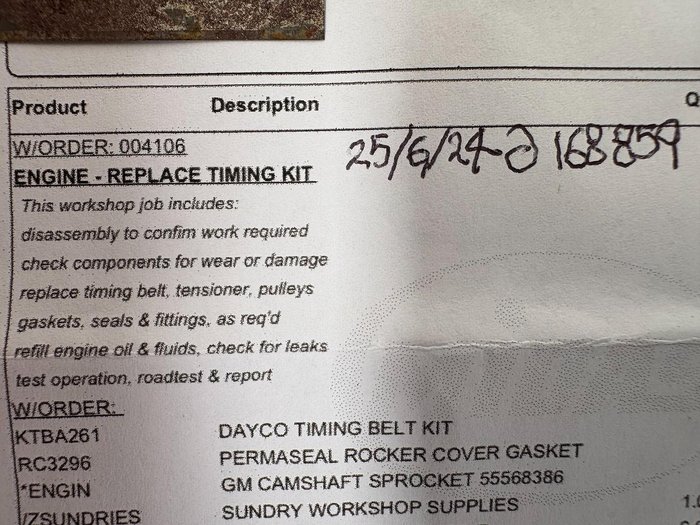 Product Description Q
W/ORDER: 004106
25/6/24 @ 168859
ENGINE - REPLACE TIMING KIT
This workshop job includes:
disassembly to confim work required
check components for wear or damage
replace timing belt, tensioner, pulleys
gaskets, seals & fittings, as req'd
refill engine oil & fluids, check for leaks
test operation, roadtest & report
W/ORDER:
KTBA261 DAYCO TIMING BELT KIT
RC3296 PERMASEAL ROCKER COVER GASKET
*ENGIN GM CAMSHAFT SPROCKET 55568386
/ZSUNDRIES SUNDRY WORKSHOP SUPPLIES